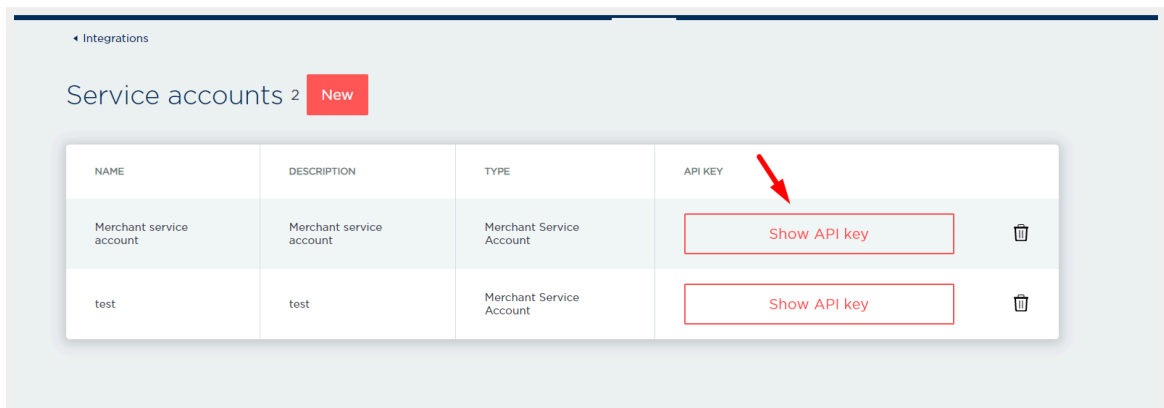 Integrations
Service accounts 2 New
NAME DESCRIPTION TYPE API KEY
Merchant service account Merchant service account Merchant Service Account Show API key
test test Merchant Service Account Show API key